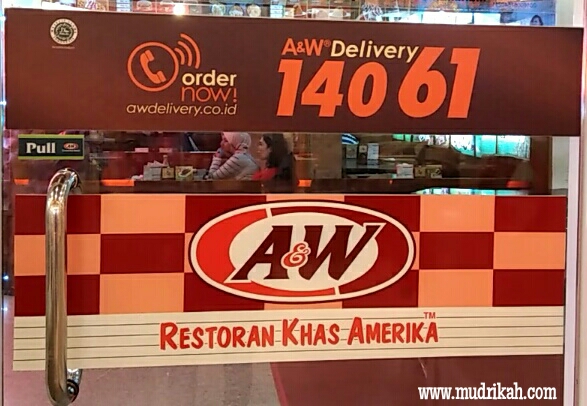 A&W® Delivery
140 61
order
now!
awdelivery.co.id
Pull
A&W
RESTORAN KHAS AMERIKA™
www.mudrikah.com